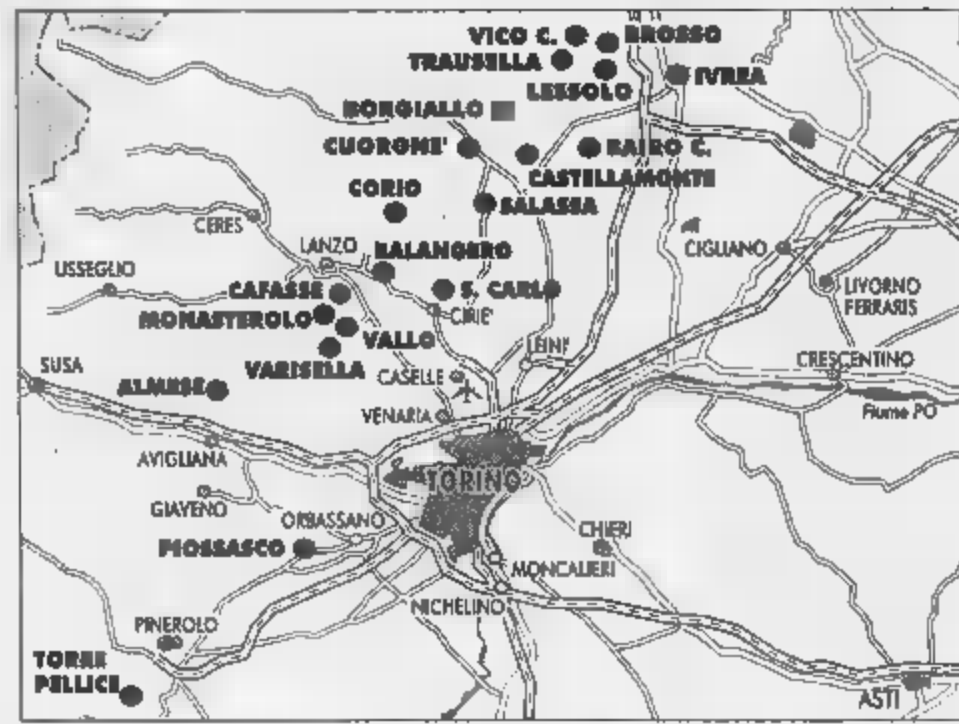 VICO C.
BROSSO
TRAUSELLA
LESSOLO
IVREA
BORGIALLO
CUORGNE'
BAIRO C.
CASTELLAMONTE
CORIO
SALASSA
CERES
LANZO
BALANGERO
CIGLIANO
USSEGLIO
CAFASSE
S. CARLO
LIVORNO
FERRARIS
MONASTEROLO
CIRIE'
VALLO
LEINI'
VARISELLA
CRESCENTINO
SUSA
CASELLE
ALMESE
VENARIA
Fiume PO
AVIGLIANA
TORINO
GIAVENO
ORBASSANO
CHIERI
PIOSSASCO
MONCALIERI
NICHELINO
PINEROLO
TORRE
PELLICE
ASTI